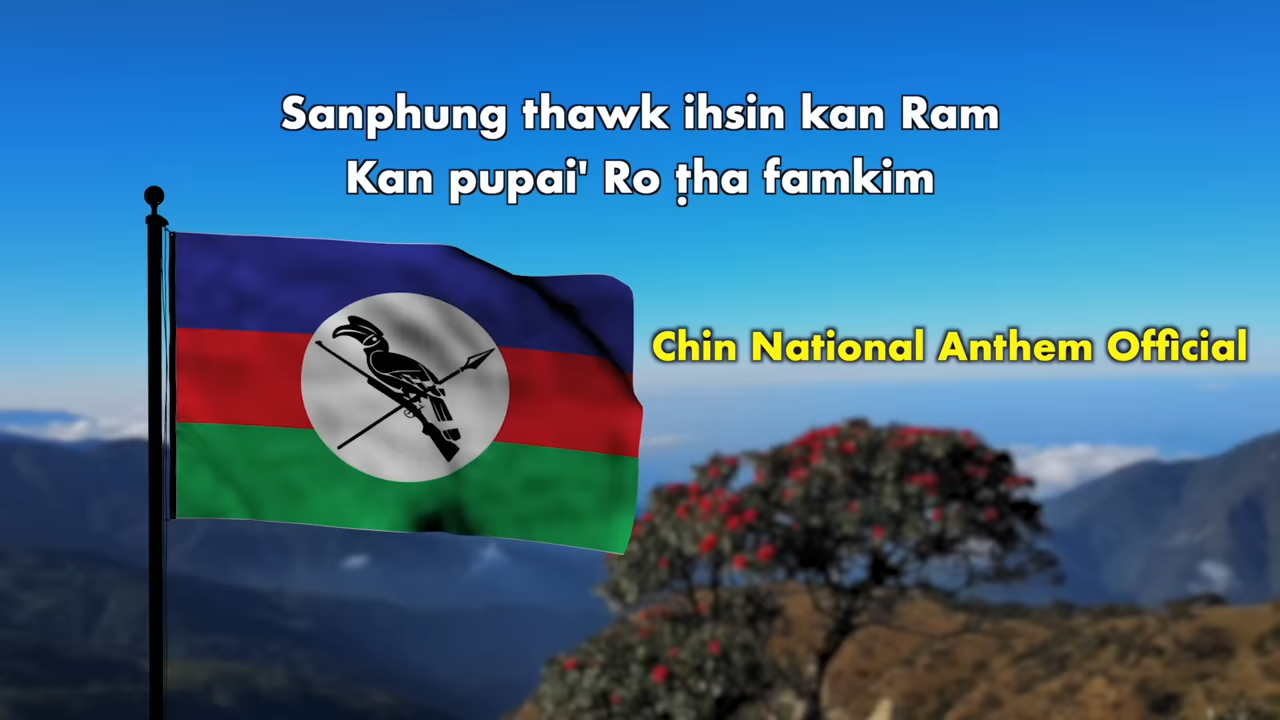 Sanphung thawk ihsin kan Ram
Kan pupai' Ro ṭha famkim
Chin National Anthem Official